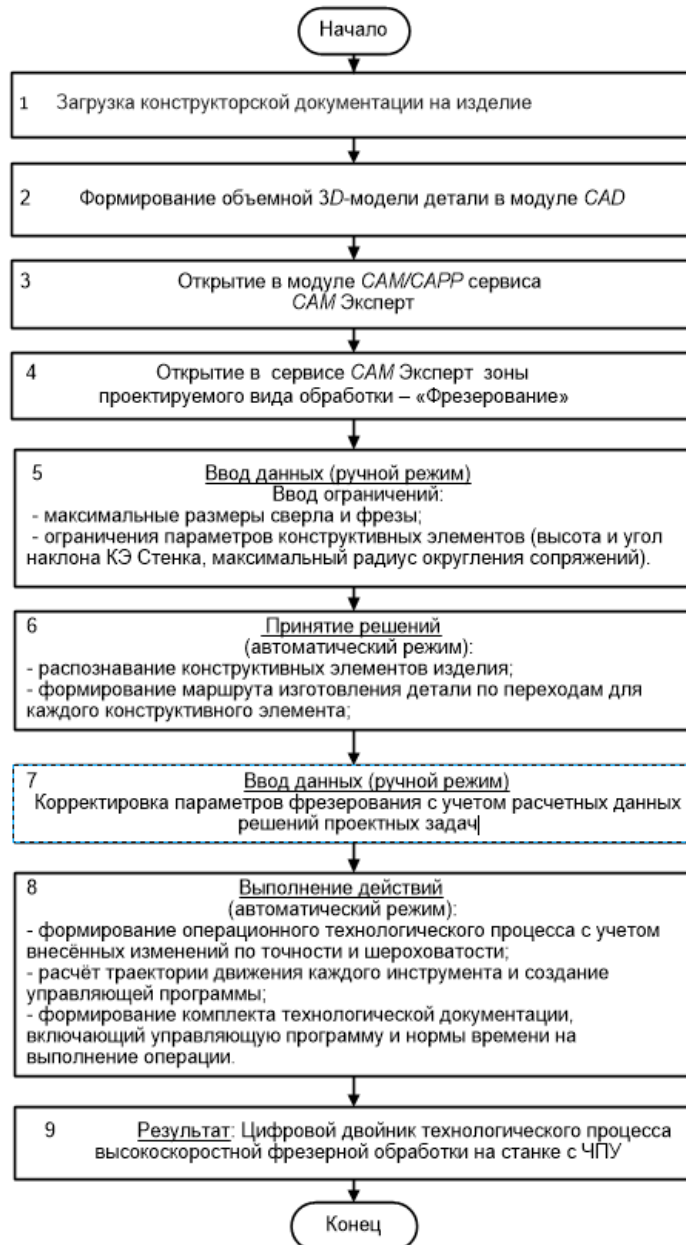 Начало
1 Загрузка конструкторской документации на изделие
2 Формирование объемной 3D-модели детали в модуле CAD
3 Открытие в модуле CAM/CAPP сервиса
CAM Эксперт
4 Открытие в сервисе CAM Эксперт зоны
проектируемого вида обработки – «Фрезерование»
5 Ввод данных (ручной режим)
Ввод ограничений:
- максимальные размеры сверла и фрезы;
- ограничения параметров конструктивных элементов (высота и угол
наклона КЭ Стенка, максимальный радиус округления сопряжений).
6 Принятие решений
(автоматический режим):
- распознавание конструктивных элементов изделия;
- формирование маршрута изготовления детали по переходам для
каждого конструктивного элемента;
7 Ввод данных (ручной режим)
Корректировка параметров фрезерования с учетом расчетных данных
решений проектных задач
8 Выполнение действий
(автоматический режим):
- формирование операционного технологического процесса с учетом
внесённых изменений по точности и шероховатости;
- расчёт траектории движения каждого инструмента и создание
управляющей программы;
- формирование комплекта технологической документации,
включающий управляющую программу и нормы времени на
выполнение операции.
9 Результат: Цифровой двойник технологического процесса
высокоскоростной фрезерной обработки на станке с ЧПУ
Конец